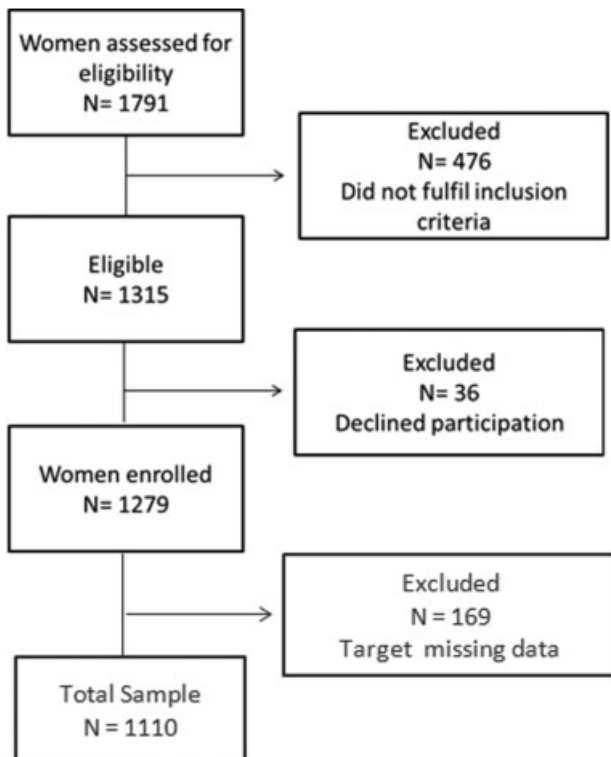 Women assessed for
eligibility
N= 1791
Excluded
N= 476
Did not fulfil inclusion
criteria
Eligible
N= 1315
Excluded
N= 36
Declined participation
Women enrolled
N= 1279
Excluded
N = 169
Target missing data
Total Sample
N = 1110